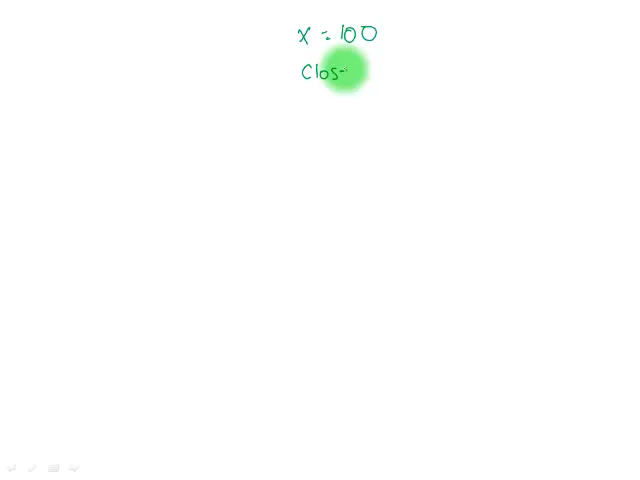 x = 100
Clos-